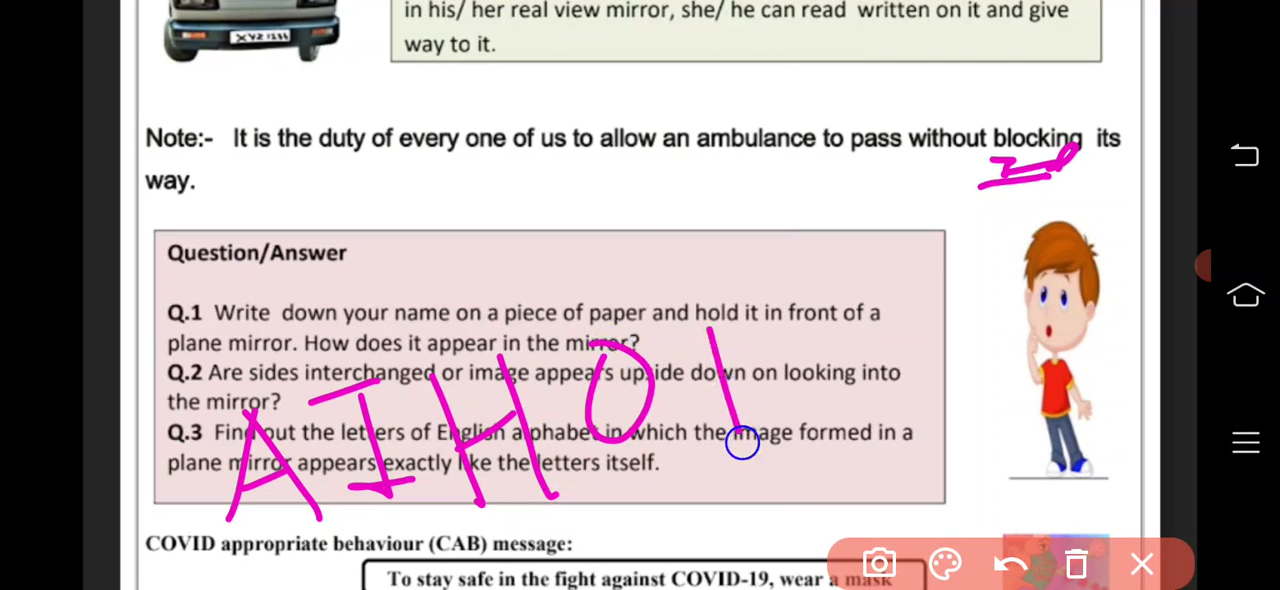 in his/ her real view mirror, she/ he can read  written on it and give
way to it.
XYZ 1234
Note:-  It is the duty of every one of us to allow an ambulance to pass without blocking  its
way.
Question/Answer
Q.1  Write  down your name on a piece of paper and hold it in front of a
plane mirror. How does it appear in the mirror?
Q.2 Are sides interchanged or image appears upside down on looking into
the mirror?
Q.3  Find out the letters of English alphabet in which the image formed in a
plane mirror appears exactly like the letters itself.
A I H O
COVID appropriate behaviour (CAB) message:
To stay safe in the fight against COVID-19, wear a mask